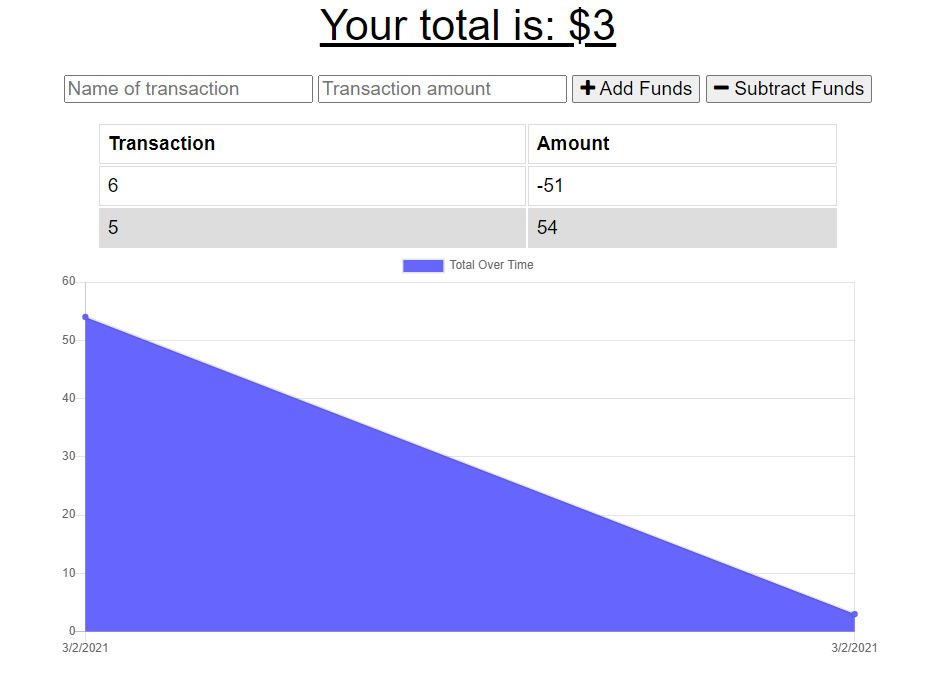 Your total is: $3
Name of transaction Transaction amount Add Funds Subtract Funds
Transaction Amount
6 -51
5 54
Total Over Time
60
50
40
30
20
10
0
3/2/2021 3/2/2021